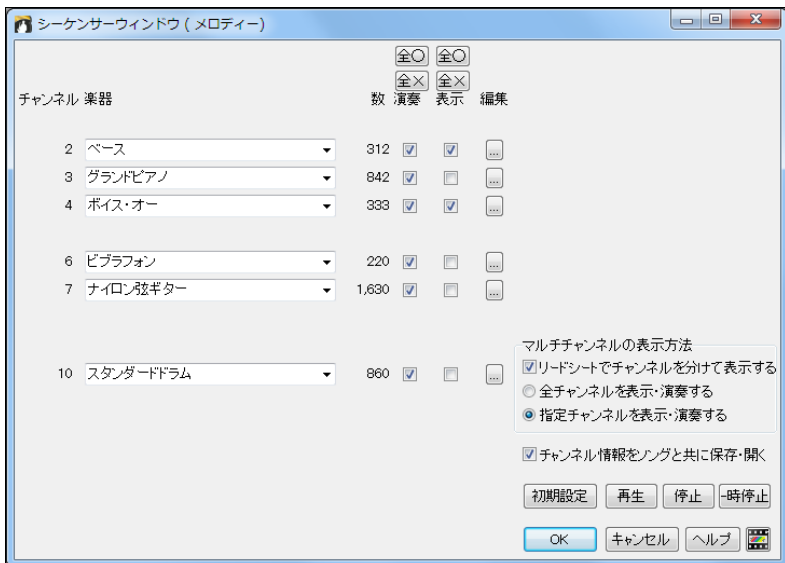 シーケンサーウィンドウ ( メロディー)
全○ 全○
全× 全×
チャンネル 楽器 数 演奏 表示 編集
2 ベース 312 ...
3 グランドピアノ 842 ...
4 ボイス・オー 333 ...
6 ビブラフォン 220 ...
7 ナイロン弦ギター 1,630 ...
10 スタンダードドラム 860 ...
マルチチャンネルの表示方法
リードシートでチャンネルを分けて表示する
全チャンネルを表示・演奏する
指定チャンネルを表示・演奏する
チャンネル情報をソングと共に保存・開く
初期設定 再生 停止 一時停止
OK キャンセル ヘルプ